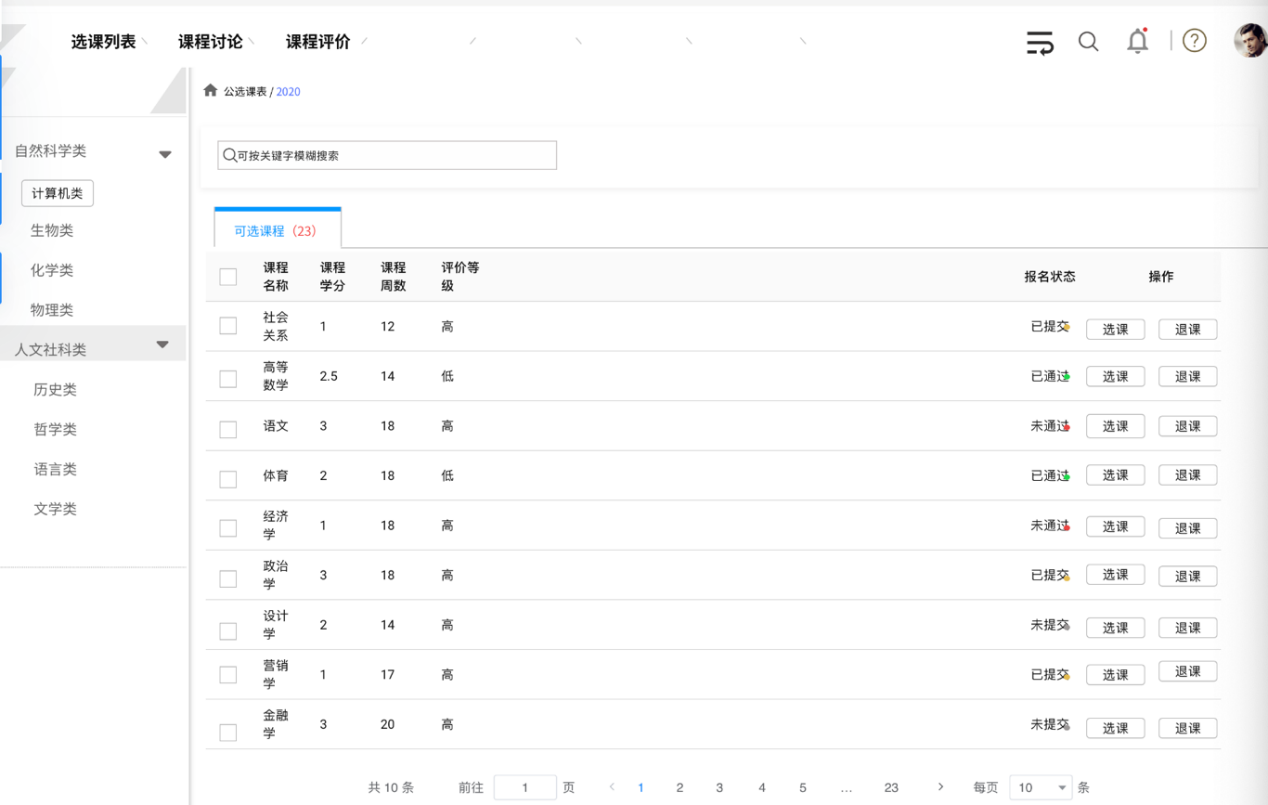 选课列表 课程讨论 课程评价
?
公选课表 / 2020
可按关键字模糊搜索
自然科学类
计算机类
生物类
化学类
物理类
人文社科类
历史类
哲学类
语言类
文学类
可选课程（23）
课程名称 课程学分 课程周数 评价等级 报名状态 操作
社会关系 1 12 高 已提交 选课 退课
高等数学 2.5 14 低 已通过 选课 退课
语文 3 18 高 未通过 选课 退课
体育 2 18 低 已通过 选课 退课
经济学 1 18 高 未通过 选课 退课
政治学 3 18 高 已提交 选课 退课
设计学 2 14 高 未提交 选课 退课
营销学 1 17 高 已提交 选课 退课
金融学 3 20 高 未提交 选课 退课
共 10 条 前往 1 页 < 1 2 3 4 5 ... 23 > 每页 10 条